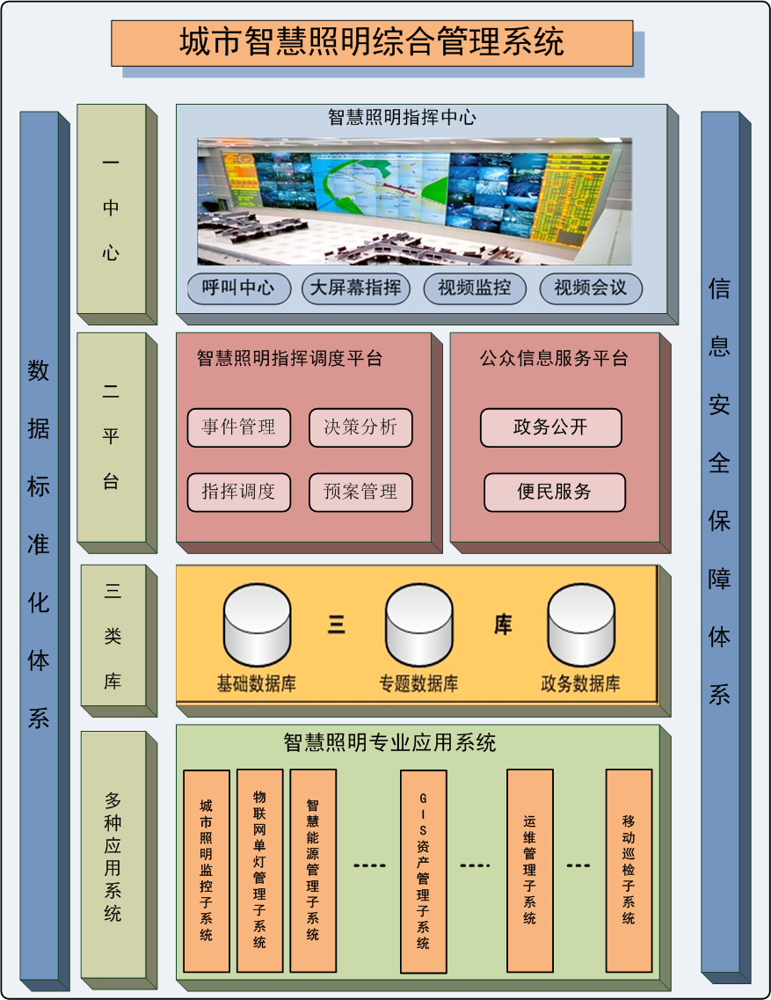 城市智慧照明综合管理系统
数据标准化体系
一中心
智慧照明指挥中心
呼叫中心
大屏幕指挥
视频监控
视频会议
二平台
智慧照明指挥调度平台
事件管理
决策分析
指挥调度
预案管理
公众信息服务平台
政务公开
便民服务
三类库
三 库
基础数据库
专题数据库
政务数据库
多种应用系统
智慧照明专业应用系统
城市照明监控子系统
物联网单灯管理子系统
智慧能源管理子系统
GIS资产管理子系统
运维管理子系统
移动巡检子系统
信息安全保障体系